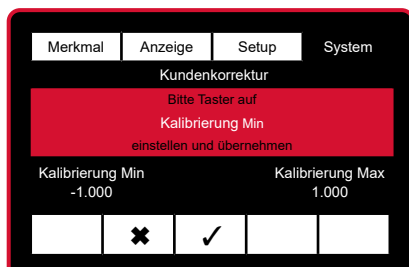 Merkmal Anzeige Setup System
Kundenkorrektur
Bitte Taster auf
Kalibrierung Min
einstellen und übernehmen
Kalibrierung Min Kalibrierung Max
-1.000 1.000